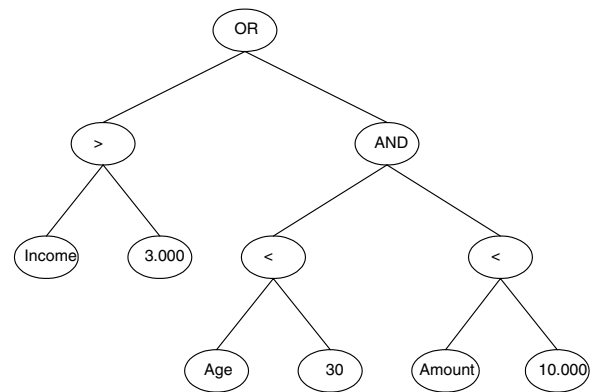 OR
> AND
Income 3.000 < <
Age 30 Amount 10.000